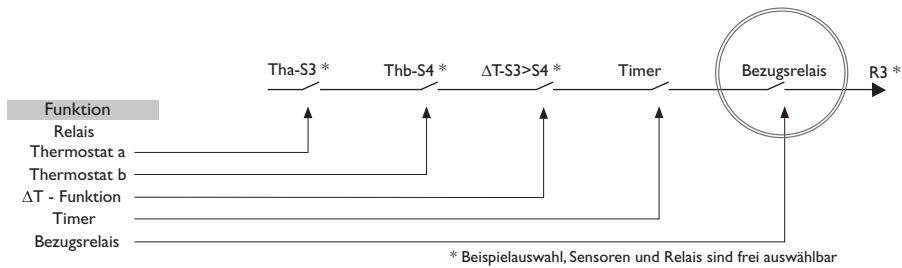 Tha-S3 * Thb-S4 * ΔT-S3>S4 * Timer Bezugsrelais R3 *
Funktion
Relais
Thermostat a
Thermostat b
ΔT - Funktion
Timer
Bezugsrelais
* Beispielauswahl, Sensoren und Relais sind frei auswählbar